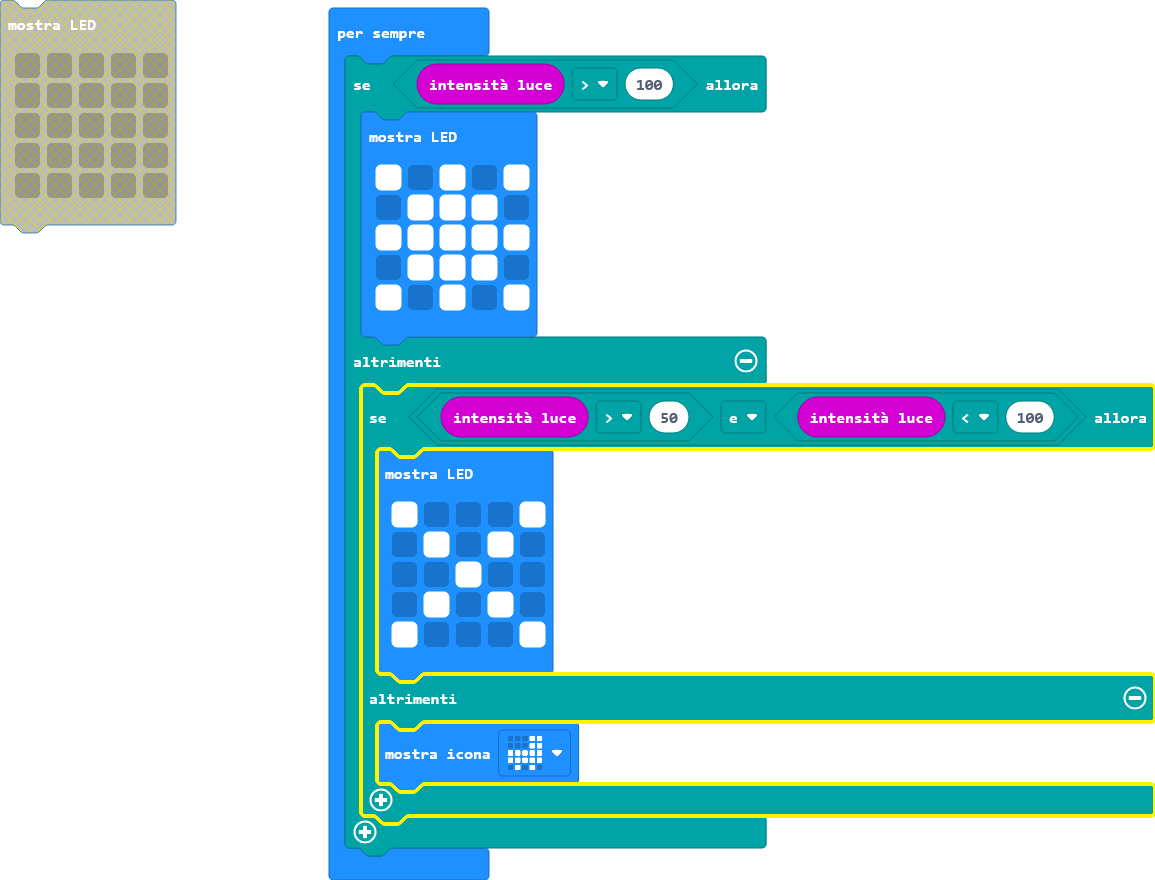 mostra LED
per sempre
se intensità luce > 100 allora
mostra LED
altrimenti
se intensità luce > 50 e intensità luce < 100 allora
mostra LED
altrimenti
mostra icona